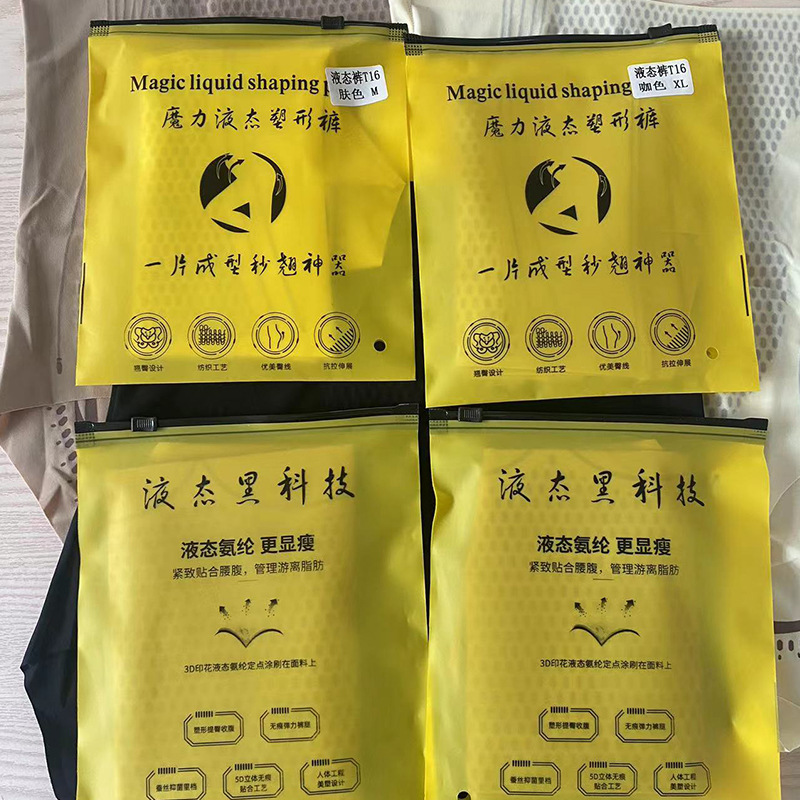 Magic liquid shaping
液态裤T16
肤色 M
魔力液态塑形裤
一片成型秒翘神器
捂臀设计
纺织工艺
优美臀线
抗拉伸展
Magic liquid shaping
液态裤T16
咖色 XL
魔力液态塑形裤
一片成型秒翘神器
捂臀设计
纺织工艺
优美臀线
抗拉伸展
液态黑科技
液态氨纶 更显瘦
紧致贴合腰腹，管理游离脂肪
3D印花液态氨纶定点涂刷在面料上
塑形提臀收腹
无痕弹力裤腿
蚕丝抑菌里档
5D立体无痕
贴合工艺
人体工程
美塑设计
液态黑科技
液态氨纶 更显瘦
紧致贴合腰腹，管理游离脂肪
3D印花液态氨纶定点涂刷在面料上
塑形提臀收腹
无痕弹力裤腿
蚕丝抑菌里档
5D立体无痕
贴合工艺
人体工程
美塑设计